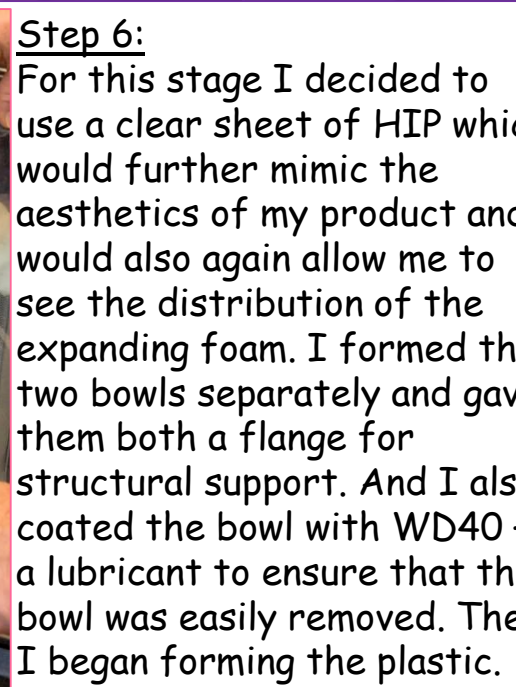 Step 6:
For this stage I decided to
use a clear sheet of HIP whic
would further mimic the
aesthetics of my product and
would also again allow me to
see the distribution of the
expanding foam. I formed th
two bowls separately and gav
them both a flange for
structural support. And I als
coated the bowl with WD40 -
a lubricant to ensure that th
bowl was easily removed. The
I began forming the plastic.